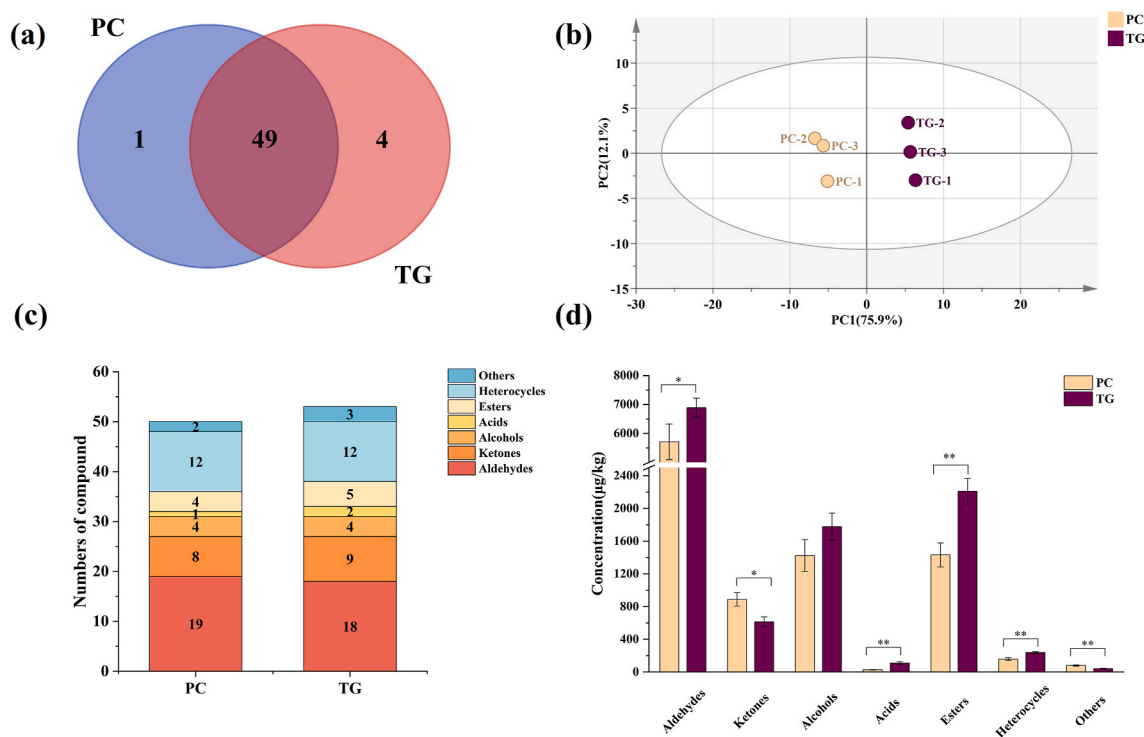 (a)
PC
1
49
4
TG
(b)
PC
TG
PC2(12.1%)
10
5
0
-5
-10
-15
PC-2
PC-3
PC-1
TG-2
TG-3
TG-1
-30
-20
-10
0
10
20
PC1(75.9%)
(c)
Numbers of compound
60
50
40
30
20
10
0
2
12
4
1
4
8
19
3
12
5
2
4
9
18
PC
TG
Others
Heterocycles
Esters
Acids
Alcohols
Ketones
Aldehydes
(d)
PC
TG
Concentration(μg/kg)
8000
7000
6000
2400
2000
1600
1200
800
400
0
*
*
**
**
**
**
Aldehydes
Ketones
Alcohols
Acids
Esters
Heterocycles
Others